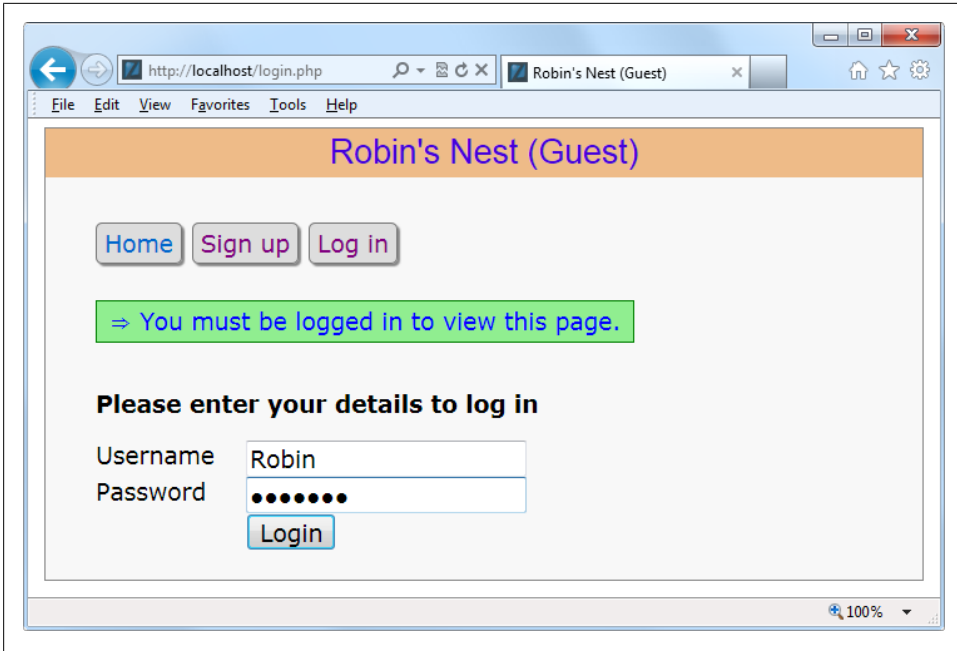 http://localhost/login.php
Robin's Nest (Guest)
File Edit View Favorites Tools Help
Robin's Nest (Guest)
Home Sign up Log in
⇒ You must be logged in to view this page.
Please enter your details to log in
Username Robin
Password •••••••
Login
100%